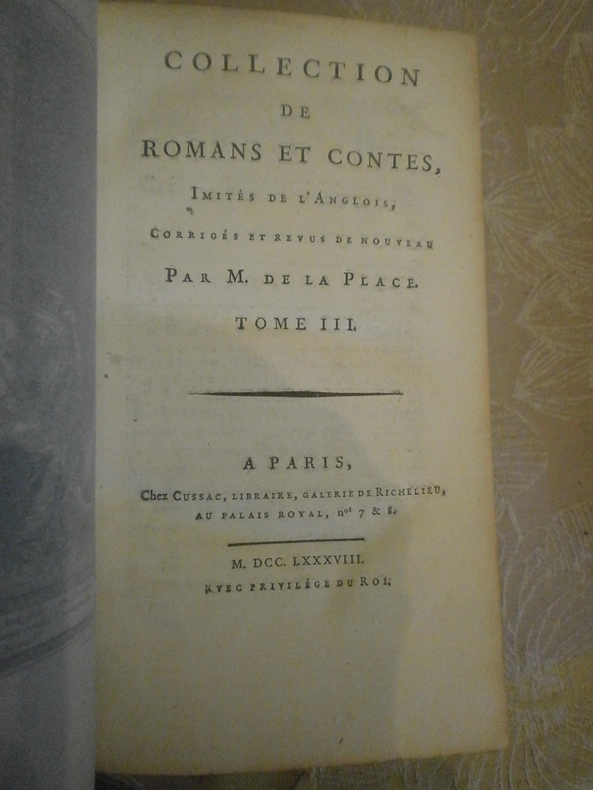 COLLECTION
DE
ROMANS ET CONTES,
IMITÉS DE L'ANGLOIS,
CORRIGÉS ET REVUS DE NOUVEAU
PAR M. DE LA PLACE.
TOME III.
A PARIS,
Chez CUSSAC, LIBRAIRE, GALERIE DE RICHELIEU,
AU PALAIS ROYAL, nos 7 & 8.
M. DCC. LXXXVIII.
AVEC PRIVILÉGE DU ROI.